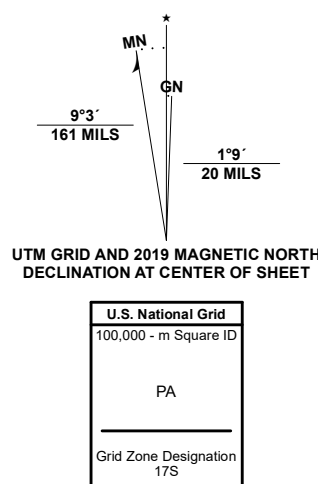 ★
MN
GN
9°3´
161 MILS
1°9´
20 MILS
UTM GRID AND 2019 MAGNETIC NORTH
DECLINATION AT CENTER OF SHEET
U.S. National Grid
100,000 - m Square ID
PA
Grid Zone Designation
17S